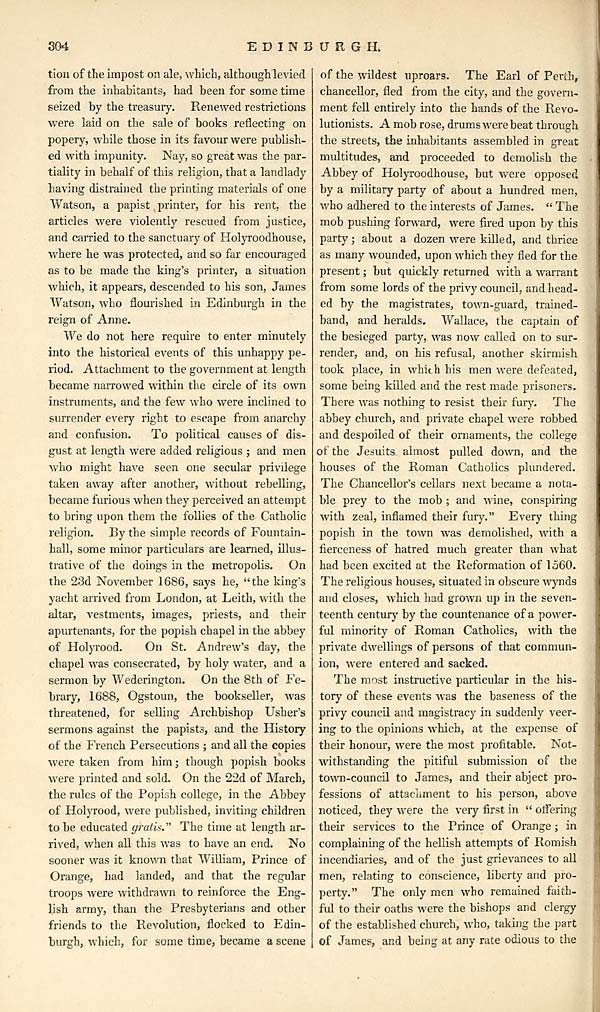 304
EDINBURGH.
tion of the impost on ale, which, although levied
from the inhabitants, had been for some time
seized by the treasury. Renewed restrictions
were laid on the sale of books reflecting on
popery, while those in its favour were publish-
ed with impunity. Nay, so great was the par-
tiality in behalf of this religion, that a landlady
having distrained the printing materials of one
Watson, a papist printer, for his rent, the
articles were violently rescued from justice,
and carried to the sanctuary of Holyroodhouse,
where he was protected, and so far encouraged
as to be made the king's printer, a situation
which, it appears, descended to his son, James
Watson, who flourished in Edinburgh in the
reign of Anne.
We do not here require to enter minutely
into the historical events of this unhappy pe-
riod. Attachment to the government at length
became narrowed within the circle of its own
instruments, and the few who were inclined to
surrender every right to escape from anarchy
and confusion. To political causes of dis-
gust at length were added religious ; and men
who might have seen one secular privilege
taken away after another, without rebelling,
became furious when they perceived an attempt
to bring upon them the follies of the Catholic
religion. By the simple records of Fountain-
hall, some minor particulars are learned, illus-
trative of the doings in the metropolis. On
the 23d November 1686, says he, "the king's
yacht arrived from London, at Leith, with the
altar, vestments, images, priests, and their
apurtenants, for the popish chapel in the abbey
of Holyrood. On St. Andrew's day, the
chapel was consecrated, by holy water, and a
sermon by Wederington. On the 8th of Fe-
brary, 1688, Ogstoun, the bookseller, was
threatened, for selling Archbishop Usher's
sermons against the papists, and the History
of the French Persecutions ; and all the copies
were taken from him; though popish books
were printed and sold. On the 22d of March,
the rules of the Popish college, in the Abbey
of Holyrood, were published, inviting children
to be educated gratis." The time at length ar-
rived, when all this was to have an end. No
sooner was it known that William, Prince of
Orange, had landed, and that the regular
troops were withdrawn to reinforce the Eng-
lish army, than the Presbyterians and other
friends to the Revolution, flocked to Edin-
burgh, which, for some time, became a scene
of the wildest uproars. The Earl of Perth,
chancellor, fled from the city, and the govern-
ment fell entirely into the hands of the Revo-
lutionists. A mob rose, drums were beat through
the streets, the inhabitants assembled in great
multitudes, and proceeded to demolish the
Abbey of Holyroodhouse, but were opposed
by a military party of about a hundred men,
who adhered to the interests of James. "The
mob pushing forward, were fired upon by this
party ; about a dozen were killed, and thrice
as many wounded, upon which they fled for the
present ; but quickly returned with a warrant
from some lords of the privy council, and head-
ed by the magistrates, town-guard, trained-
band, and heralds. Wallace, the captain of
the besieged party, was now called on to sur-
render, and, on his refusal, another skirmish
took place, in which his men were defeated,
some being killed and the rest made prisoners.
There was nothing to resist their fury. The
abbey church, and private chapel were robbed
and despoiled of their ornaments, the college
of the Jesuits almost pulled down, and the
houses of the Roman Catholics plundered.
The Chancellor's cellars next became a nota-
ble prey to the mob ; and wine, conspiring
with zeal, inflamed their fury." Every thing
popish in the town was demolished, with a
fierceness of hatred much greater than what
had been excited at the Reformation of 1560.
The religious houses, situated in obscure wynds
and closes, which had grown up in the seven-
teenth century by the countenance of a power-
ful minority of Roman Catholics, with the
private dwellings of persons of that commun-
ion, were entered and sacked.
The most instructive particular in the his-
tory of these events was the baseness of the
privy council and magistracy in suddenly veer-
ing to the opinions which, at the expense of
their honour, were the most profitable. Not-
withstanding the pitiful submission of the
town-council to James, and their abject pro-
fessions of attachment to his person, above
noticed, they were the very first in " offering
their services to the Prince of Orange ; in
complaining of the hellish attempts of Romish
incendiaries, and of the just grievances to all
men, relating to conscience, liberty and pro-
perty." The only men who remained faith-
ful to their oaths were the bishops and clergy
of the established church, who, taking the part
of James, and being at any rate odious to the